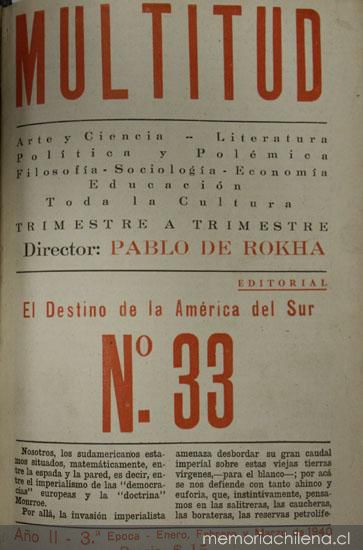 MULTITUD
Arte y Ciencia -- Literatura
Política y Polémica
Filosofía - Sociología - Economía
Educación
Toda la Cultura
TRIMESTRE A TRIMESTRE
Director: PABLO DE ROKHA
EDITORIAL
El Destino de la América del Sur
Nº. 33
Nosotros, los sudamericanos esta-
mos situados, matemáticamente, en-
tre la espada y la pared, es decir, en-
tre el imperialismo de las "democra-
cias" europeas y la "doctrina"
Monroe.
Por allá, la invasión imperialista
amenaza desbordar su gran caudal
imperial sobre estas viejas tierras
vírgenes,—para el blanco—; por acá
se nos defiende con tanto ahinco y
euforia, que, instintivamente, pensa-
mos en las salitreras, las caucheras,
las borateras, las reservas petrolife-
Año II - 3.ª Epoca - Enero, 1940
memoriachilena.cl